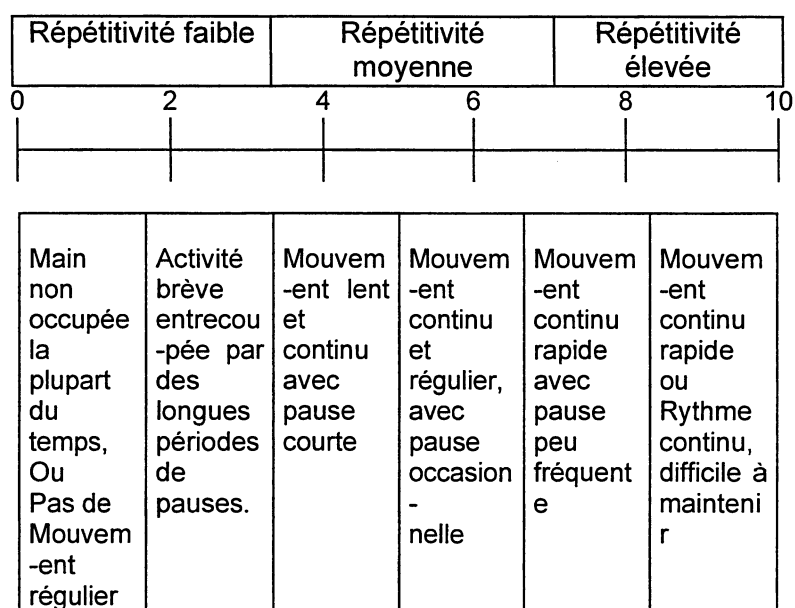 Répétitivité faible
Répétitivité
moyenne
Répétitivité
élevée
0 2 4 6 8 10
Main
non
occupée
la
plupart
du
temps,
Ou
Pas de
Mouvem
-ent
régulier
Activité
brève
entrecou
-pée par
des
longues
périodes
de
pauses.
Mouvem
-ent lent
et
continu
avec
pause
courte
Mouvem
-ent
continu
et
régulier,
avec
pause
occasion
-
nelle
Mouvem
-ent
continu
rapide
avec
pause
peu
fréquent
e
Mouvem
-ent
continu
rapide
ou
Rythme
continu,
difficile à
mainteni
r